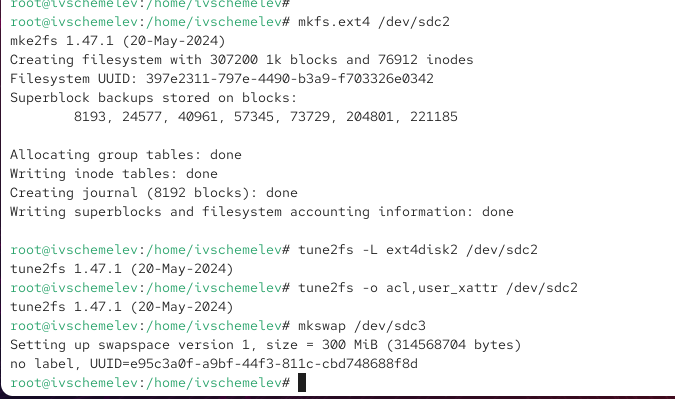 root@ivschemelev:/home/ivschemelev#
root@ivschemelev:/home/ivschemelev# mkfs.ext4 /dev/sdc2
mke2fs 1.47.1 (20-May-2024)
Creating filesystem with 307200 1k blocks and 76912 inodes
Filesystem UUID: 397e2311-797e-4490-b3a9-f703326e0342
Superblock backups stored on blocks:
        8193, 24577, 40961, 57345, 73729, 204801, 221185
Allocating group tables: done
Writing inode tables: done
Creating journal (8192 blocks): done
Writing superblocks and filesystem accounting information: done
root@ivschemelev:/home/ivschemelev# tune2fs -L ext4disk2 /dev/sdc2
tune2fs 1.47.1 (20-May-2024)
root@ivschemelev:/home/ivschemelev# tune2fs -o acl,user_xattr /dev/sdc2
tune2fs 1.47.1 (20-May-2024)
root@ivschemelev:/home/ivschemelev# mkswap /dev/sdc3
Setting up swapspace version 1, size = 300 MiB (314568704 bytes)
no label, UUID=e95c3a0f-a9bf-44f3-811c-cbd748688f8d
root@ivschemelev:/home/ivschemelev#